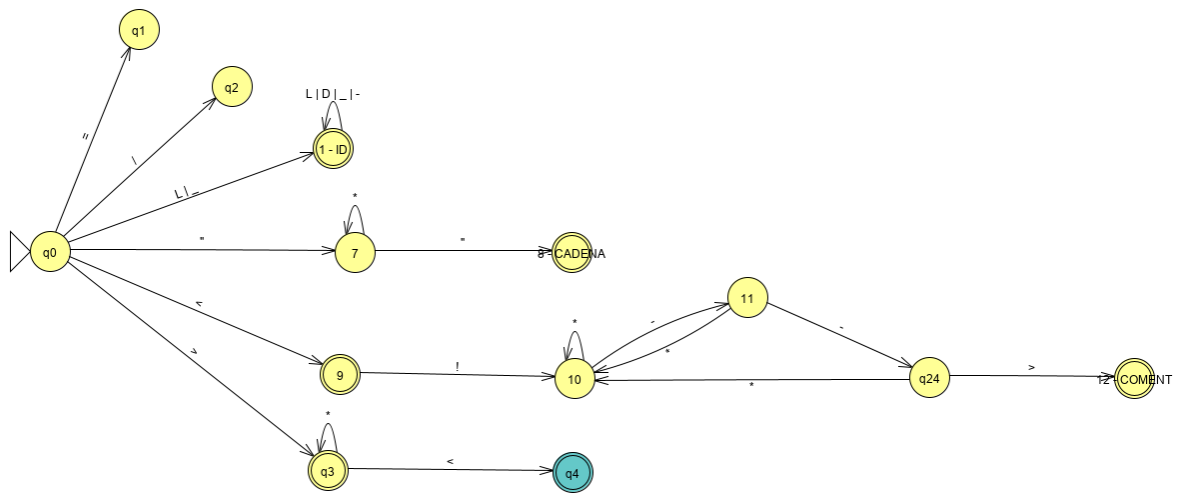 q1
q2
L | D | _ | -
1 - ID
=
/
L | _
q0
"
*
7
"
8 - CADENA
<
>
9
!
*
10
-
*
11
-
q24
*
>
12 - COMENT
*
q3
<
q4